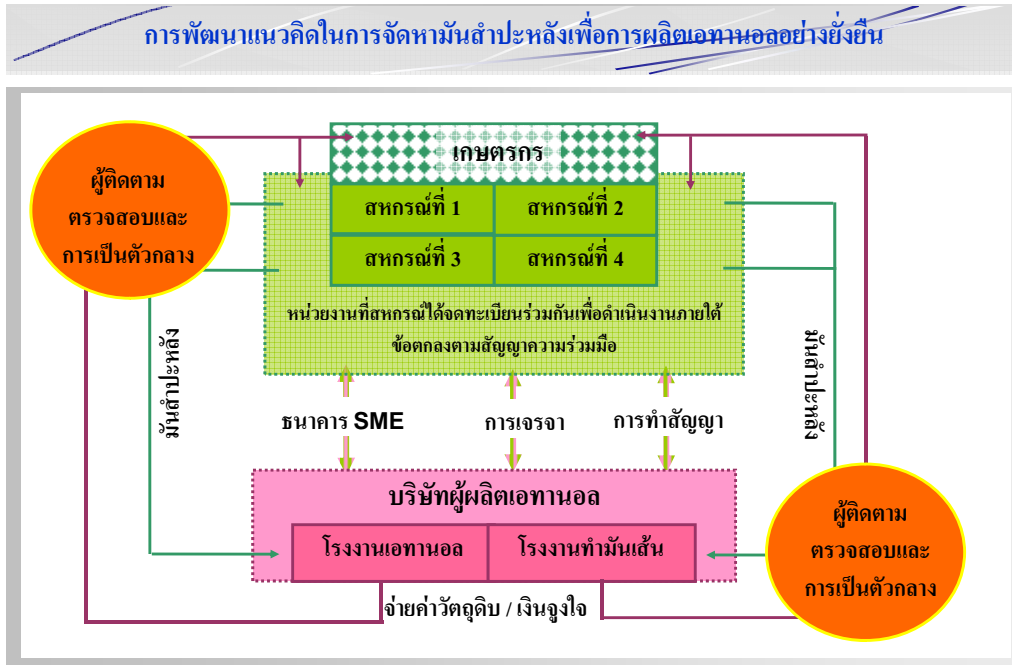 การพัฒนาแนวคิดในการจัดหามันสำปะหลังเพื่อการผลิตเอทานอลอย่างยั่งยืน
เกษตรกร
ผู้ติดตาม
ตรวจสอบและ
การเป็นตัวกลาง
สหกรณ์ที่ 1
สหกรณ์ที่ 2
สหกรณ์ที่ 3
สหกรณ์ที่ 4
หน่วยงานที่สหกรณ์ได้จดทะเบียนร่วมกันเพื่อดำเนินงานภายใต้
ข้อตกลงตามสัญญาความร่วมมือ
มันสำปะหลัง
มันสำปะหลัง
ธนาคาร SME
การเจรจา
การทำสัญญา
บริษัทผู้ผลิตเอทานอล
โรงงานเอทานอล
โรงงานทำมันเส้น
ผู้ติดตาม
ตรวจสอบและ
การเป็นตัวกลาง
จ่ายค่าวัตถุดิบ / เงินจูงใจ